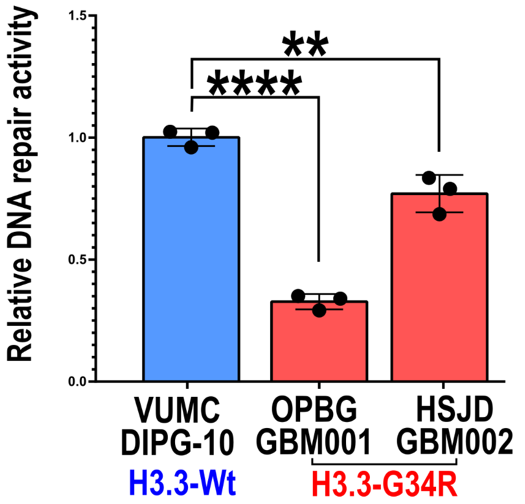 Relative DNA repair activity
1.5
1.0
0.5
0.0
**
****
VUMC
DIPG-10
OPBG
GBM001
HSJD
GBM002
H3.3-Wt
H3.3-G34R